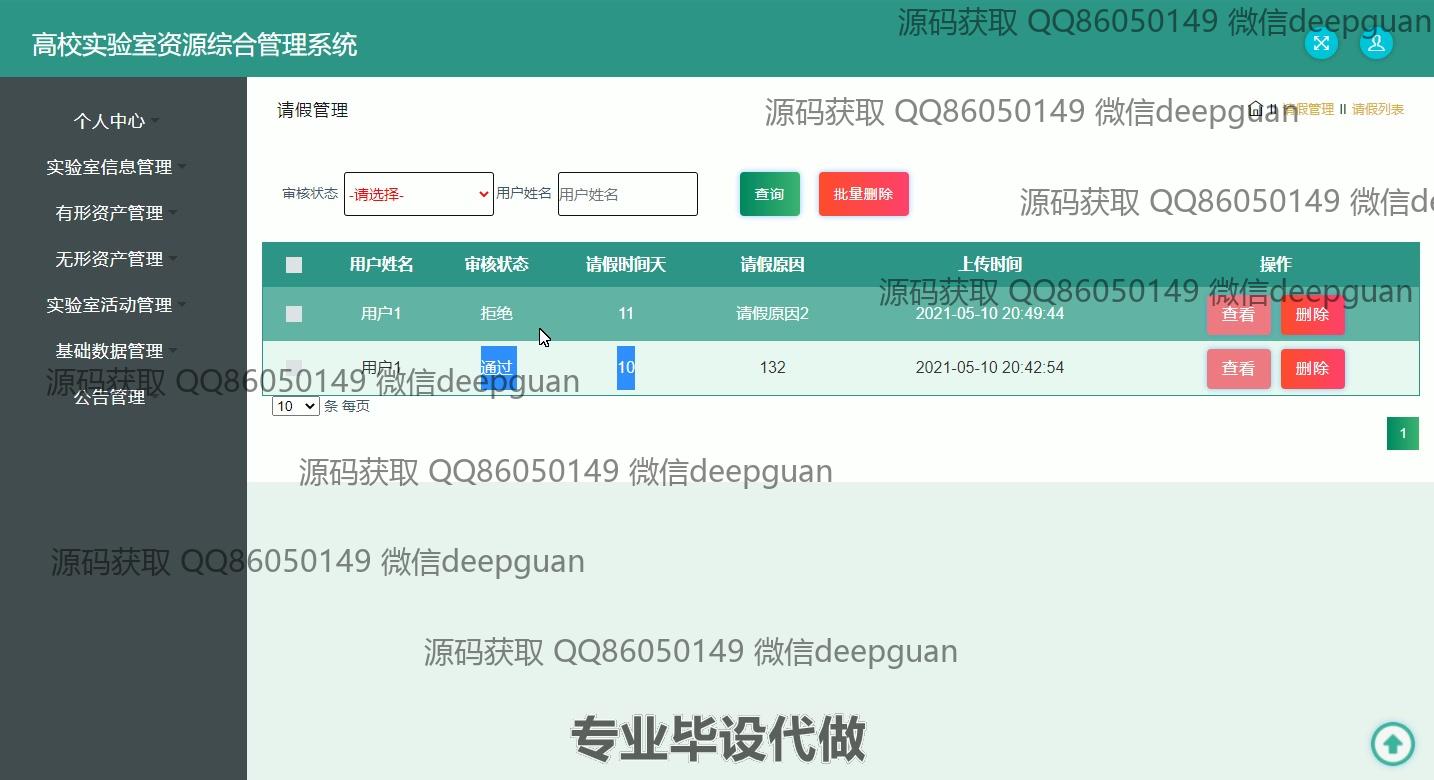 源码获取 QQ86050149 微信deepguan
高校实验室资源综合管理系统
个人中心
实验室信息管理
有形资产管理
无形资产管理
实验室活动管理
基础数据管理
公告管理
请假管理
源码获取 QQ86050149 微信deepguan
请假管理 II 请假列表
审核状态 -请选择- 用户姓名 用户姓名 查询 批量删除
源码获取 QQ86050149 微信de
用户姓名 审核状态 请假时间天 请假原因 上传时间 操作
源码获取 QQ86050149 微信deepguan
用户1 拒绝 11 请假原因2 2021-05-10 20:49:44 查看 删除
用户1 通过 10 132 2021-05-10 20:42:54 查看 删除
源码获取 QQ86050149 微信deepguan
10 条 每页
1
源码获取 QQ86050149 微信deepguan
源码获取 QQ86050149 微信deepguan
源码获取 QQ86050149 微信deepguan
专业毕设代做